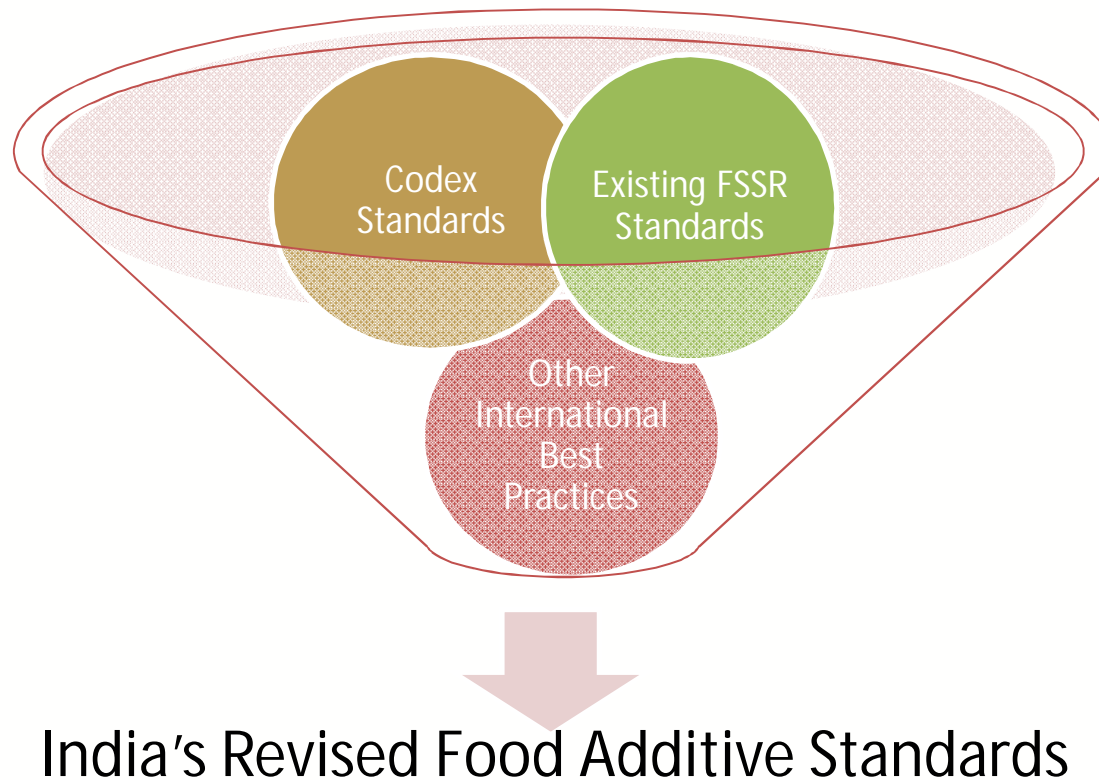 Codex
Standards
Existing FSSR
Standards
Other
International
Best
Practices
India's Revised Food Additive Standards